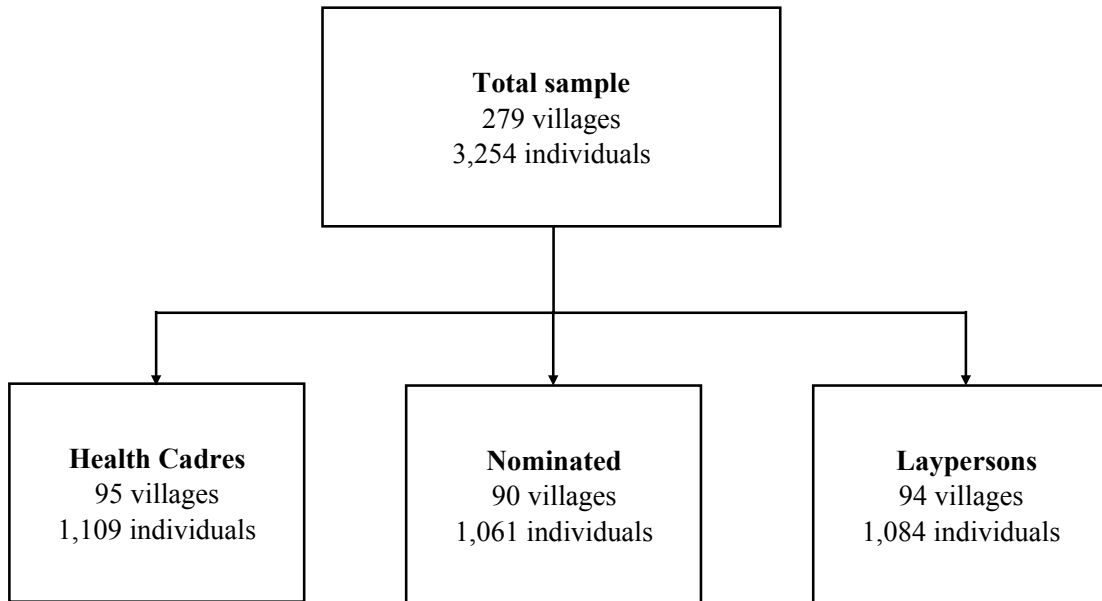 Total sample
279 villages
3,254 individuals
Health Cadres
95 villages
1,109 individuals
Nominated
90 villages
1,061 individuals
Laypersons
94 villages
1,084 individuals